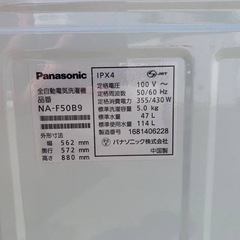 Panasonic
全自動電気洗濯機
品番
NA-F50B9
幅 562 mm
奥行 572 mm
高さ 880 mm
IPX4
JET
定格電圧 100 V～
定格周波数 50/60 Hz
定格消費電力 355/430 W
標準洗濯容量 5.0 kg
標準水量 47 L
標準使用水量 114 L
製造番号 1681406228
パナソニック株式会社
中国製